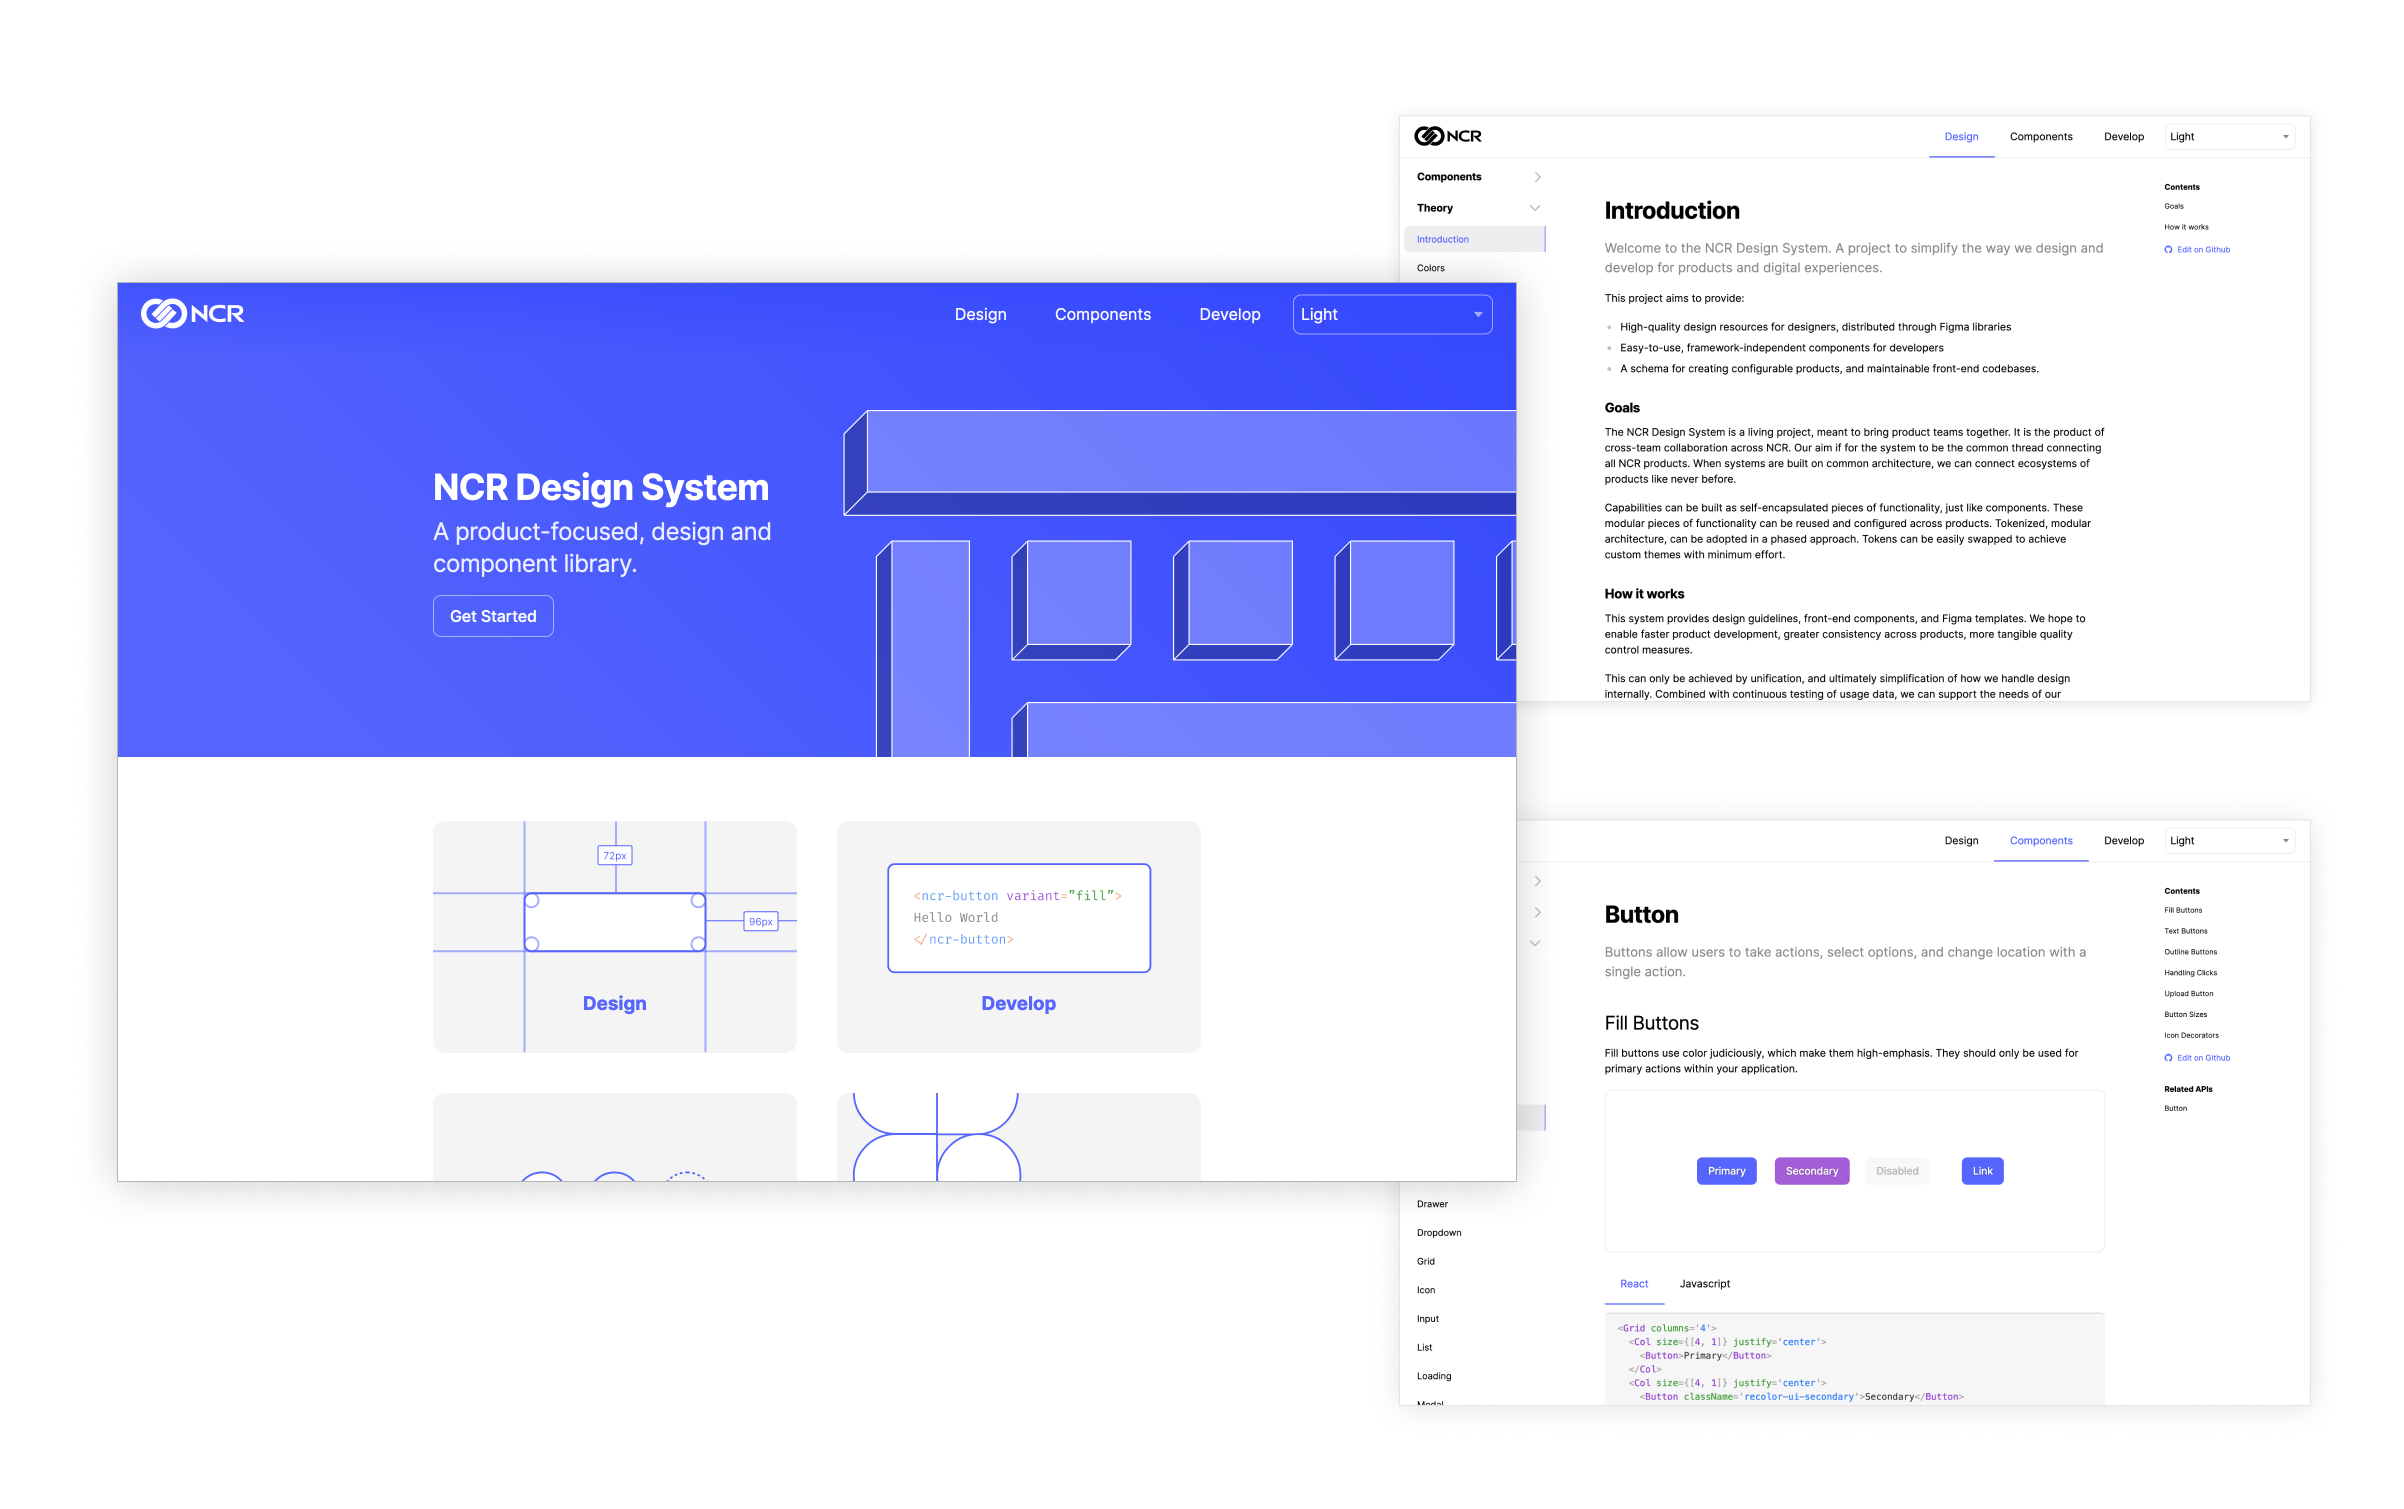 NCR
Design
Components
Develop
Light
NCR Design System
A product-focused, design and
component library.
Get Started
72px
96px
Design
<ncr-button variant="fill">
Hello World
</ncr-button>
Develop
NCR
Design
Components
Develop
Light
Components
Theory
Introduction
Colors
Introduction
Welcome to the NCR Design System. A project to simplify the way we design and
develop for products and digital experiences.
This project aims to provide:
High-quality design resources for designers, distributed through Figma libraries
Easy-to-use, framework-independent components for developers
A schema for creating configurable products, and maintainable front-end codebases.
Goals
The NCR Design System is a living project, meant to bring product teams together. It is the product of
cross-team collaboration across NCR. Our aim if for the system to be the common thread connecting
all NCR products. When systems are built on common architecture, we can connect ecosystems of
products like never before.
Capabilities can be built as self-encapsulated pieces of functionality, just like components. These
modular pieces of functionality can be reused and configured across products. Tokenized, modular
architecture, can be adopted in a phased approach. Tokens can be easily swapped to achieve
custom themes with minimum effort.
How it works
This system provides design guidelines, front-end components, and Figma templates. We hope to
enable faster product development, greater consistency across products, more tangible quality
control measures.
This can only be achieved by unification, and ultimately simplification of how we handle design
internally. Combined with continuous testing of usage data, we can support the needs of our
Contents
Goals
How it works
Edit on Github
Design
Components
Develop
Light
Drawer
Dropdown
Grid
Icon
Input
List
Loading
Modal
Button
Buttons allow users to take actions, select options, and change location with a
single action.
Fill Buttons
Fill buttons use color judiciously, which make them high-emphasis. They should only be used for
primary actions within your application.
Primary
Secondary
Disabled
Link
React
Javascript
<Grid columns='4'>
<Col size={[4, 1]} justify='center'>
<Button>Primary</Button>
</Col>
<Col size={[4, 1]} justify='center'>
<Button className='recolor-ui-secondary'>Secondary</Button>
Contents
Fill Buttons
Text Buttons
Outline Buttons
Handling Clicks
Upload Button
Button Sizes
Icon Decorators
Edit on Github
Related APIs
Button